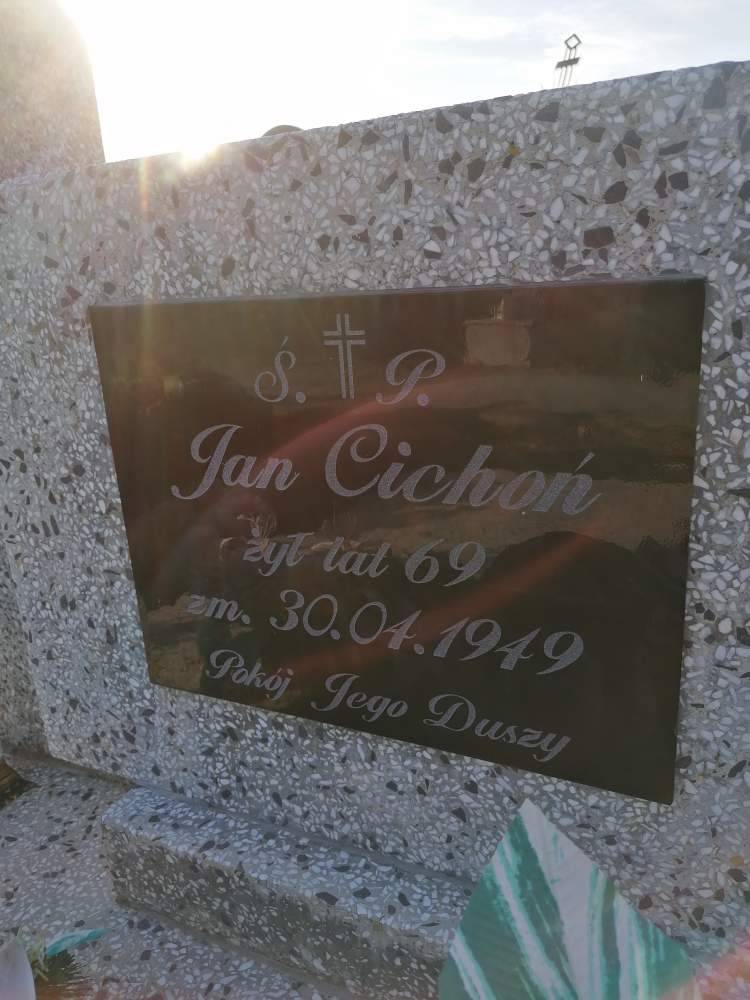 Ś. P.
Jan Cichoń
żył lat 69
zm. 30.04.1949
Pokój Jego Duszy